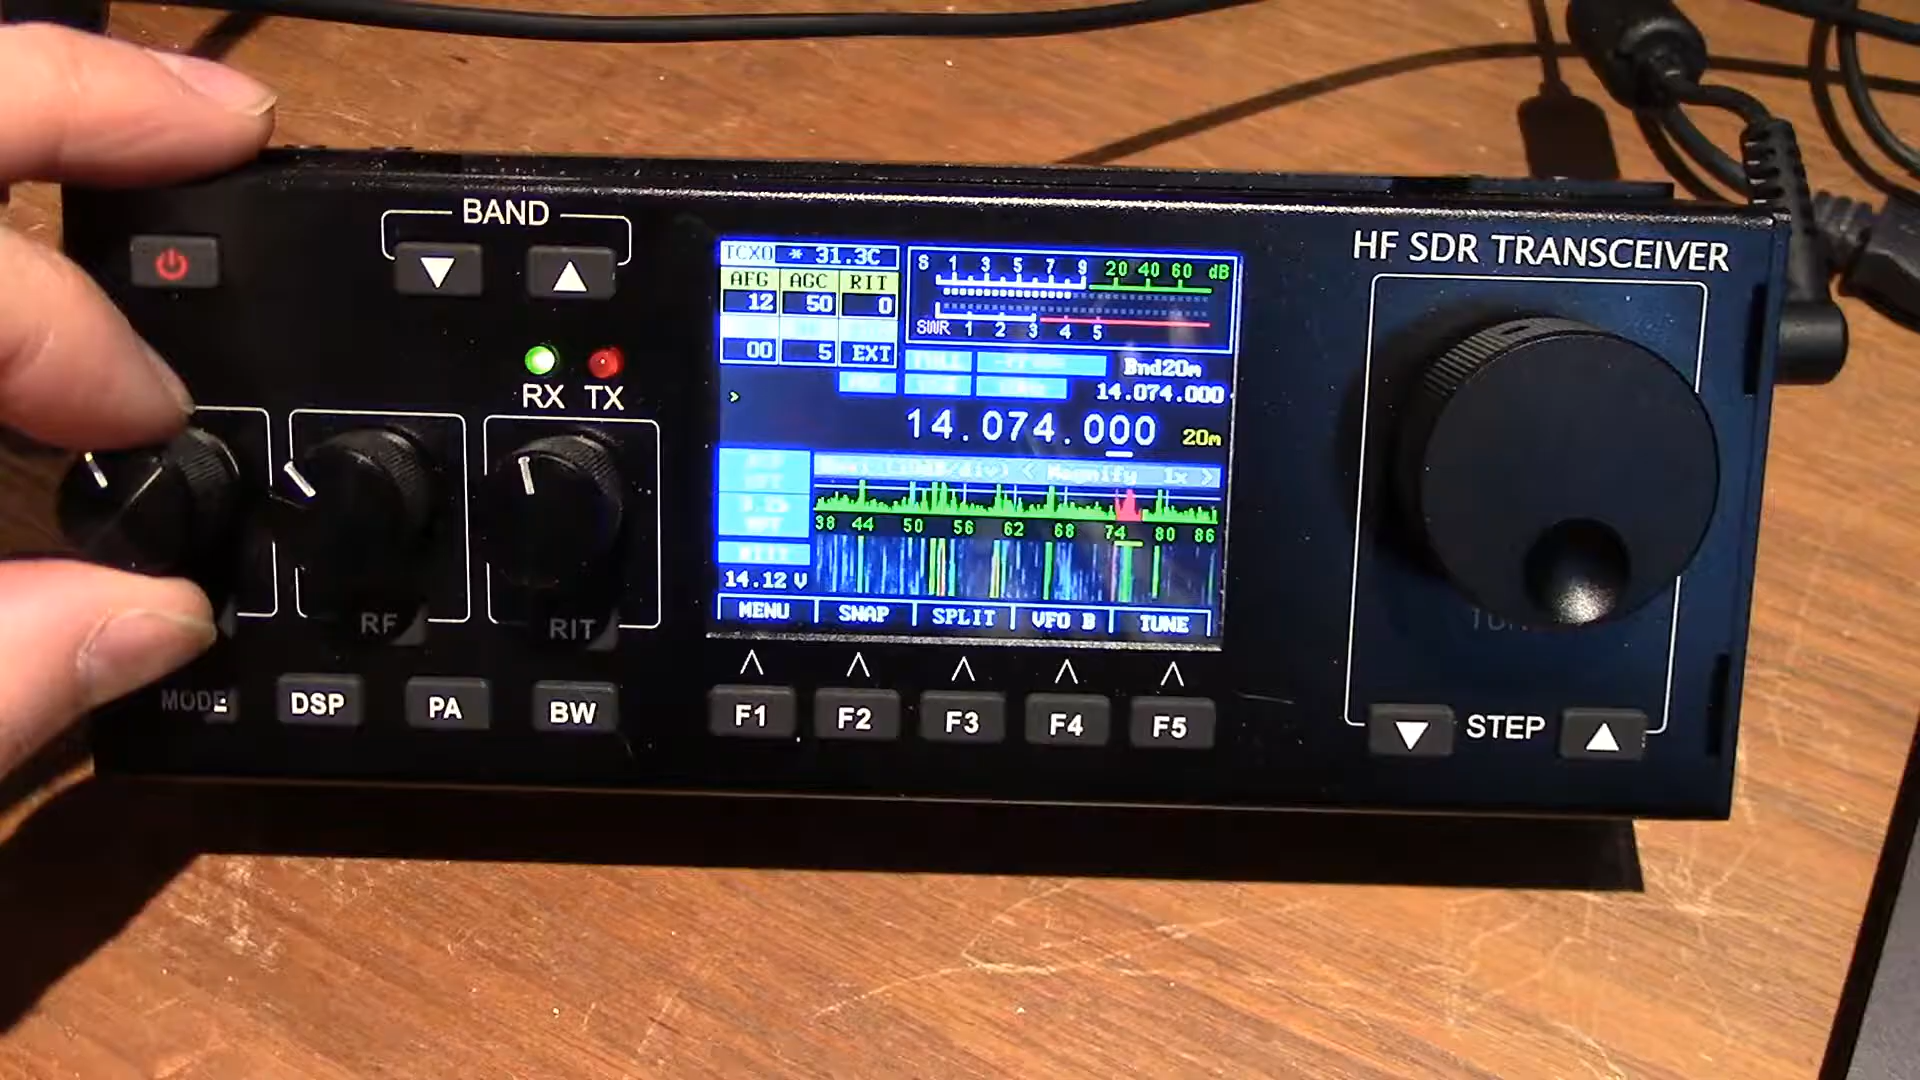 BAND
HF SDR TRANSCEIVER
TCXO * 31.3C
AFG AGC RIT
12 50 0
00 5 EXT
S 1 3 5 7 9 20 40 60 dB
SWR 1 2 3 4 5
Bnd20m
14.074.000
>
14.074.000 20m
RX TX
< Magnify 1x >
38 44 50 56 62 68 74 80 86
14.12 V
MENU SNAP SPLIT VFO B TUNE
RF RIT
MODE DSP PA BW
F1 F2 F3 F4 F5
STEP